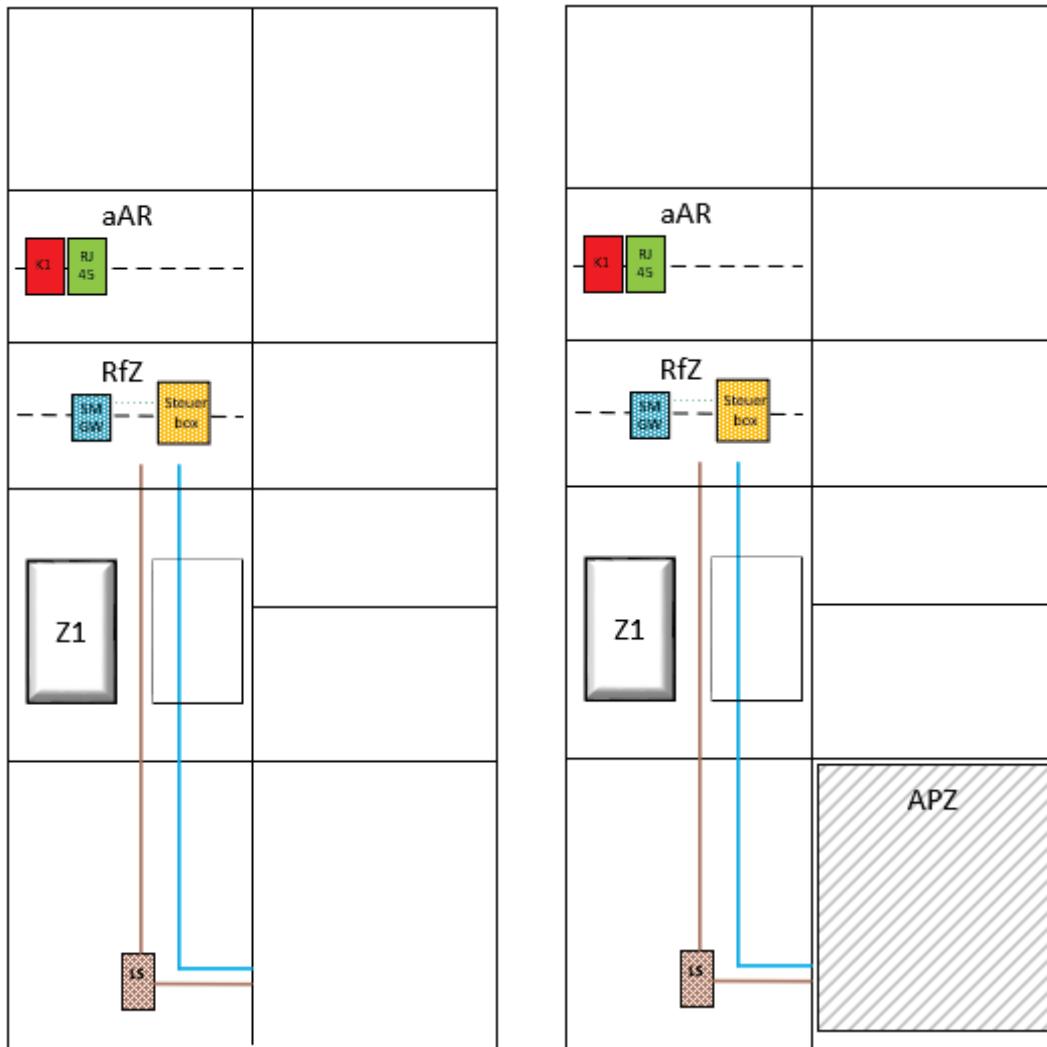 aAR
K1
RJ
45
RfZ
SM
GW
Steuer
box
Z1
LS
aAR
K1
RJ
45
RfZ
SM
GW
Steuer
box
Z1
LS
APZ